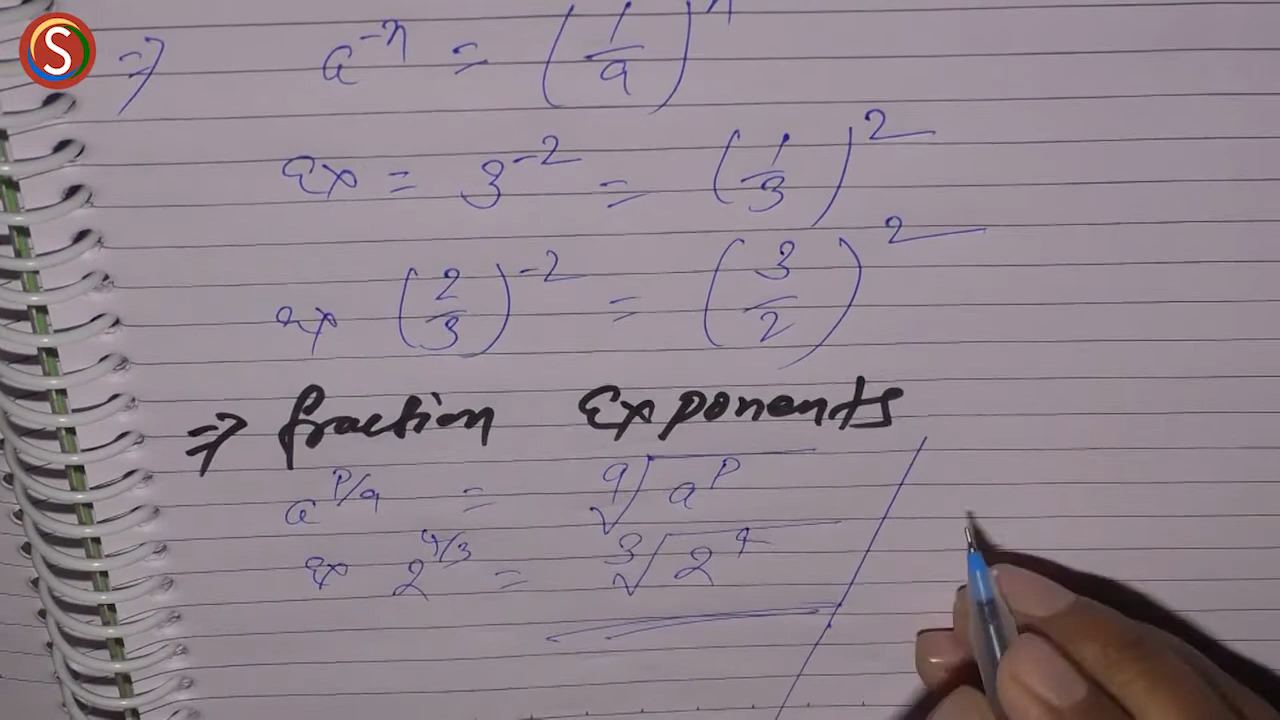 S
⇒ a⁻ⁿ = (1/a)ⁿ
Ex = 3⁻² = (1/3)²
ex (2/3)⁻² = (3/2)²
⇒ fraction Exponents
a^(p/q) = q√(a^p)
Ex 2^(4/3) = 3√(2^4)